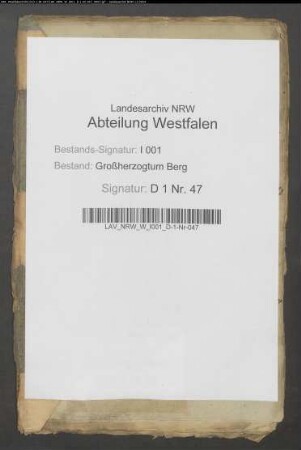 Landesarchiv NRW
Abteilung Westfalen
Bestands-Signatur: I 001
Bestand: Großherzogtum Berg
Signatur: D 1 Nr. 47
LAV_NRW_W_I001_D-1-Nr-047